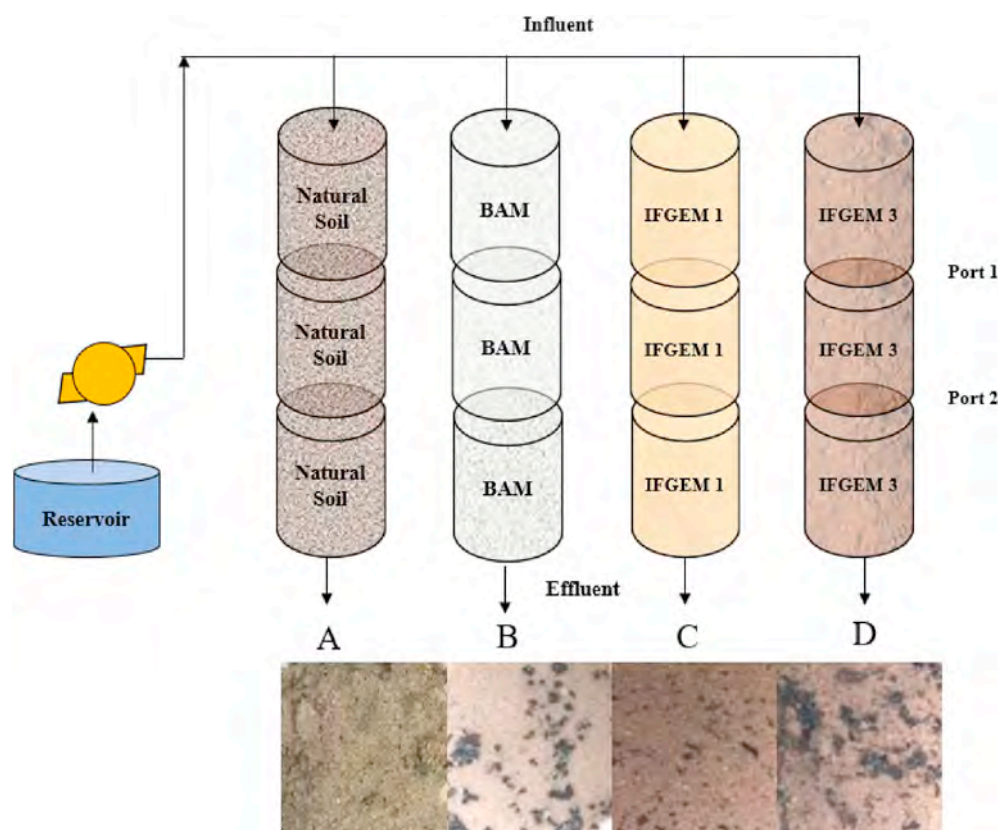 Influent
Natural
Soil
BAM
IFGEM 1
IFGEM 3
Port 1
Natural
Soil
BAM
IFGEM 1
IFGEM 3
Port 2
Natural
Soil
BAM
IFGEM 1
IFGEM 3
Reservoir
Effluent
A
B
C
D